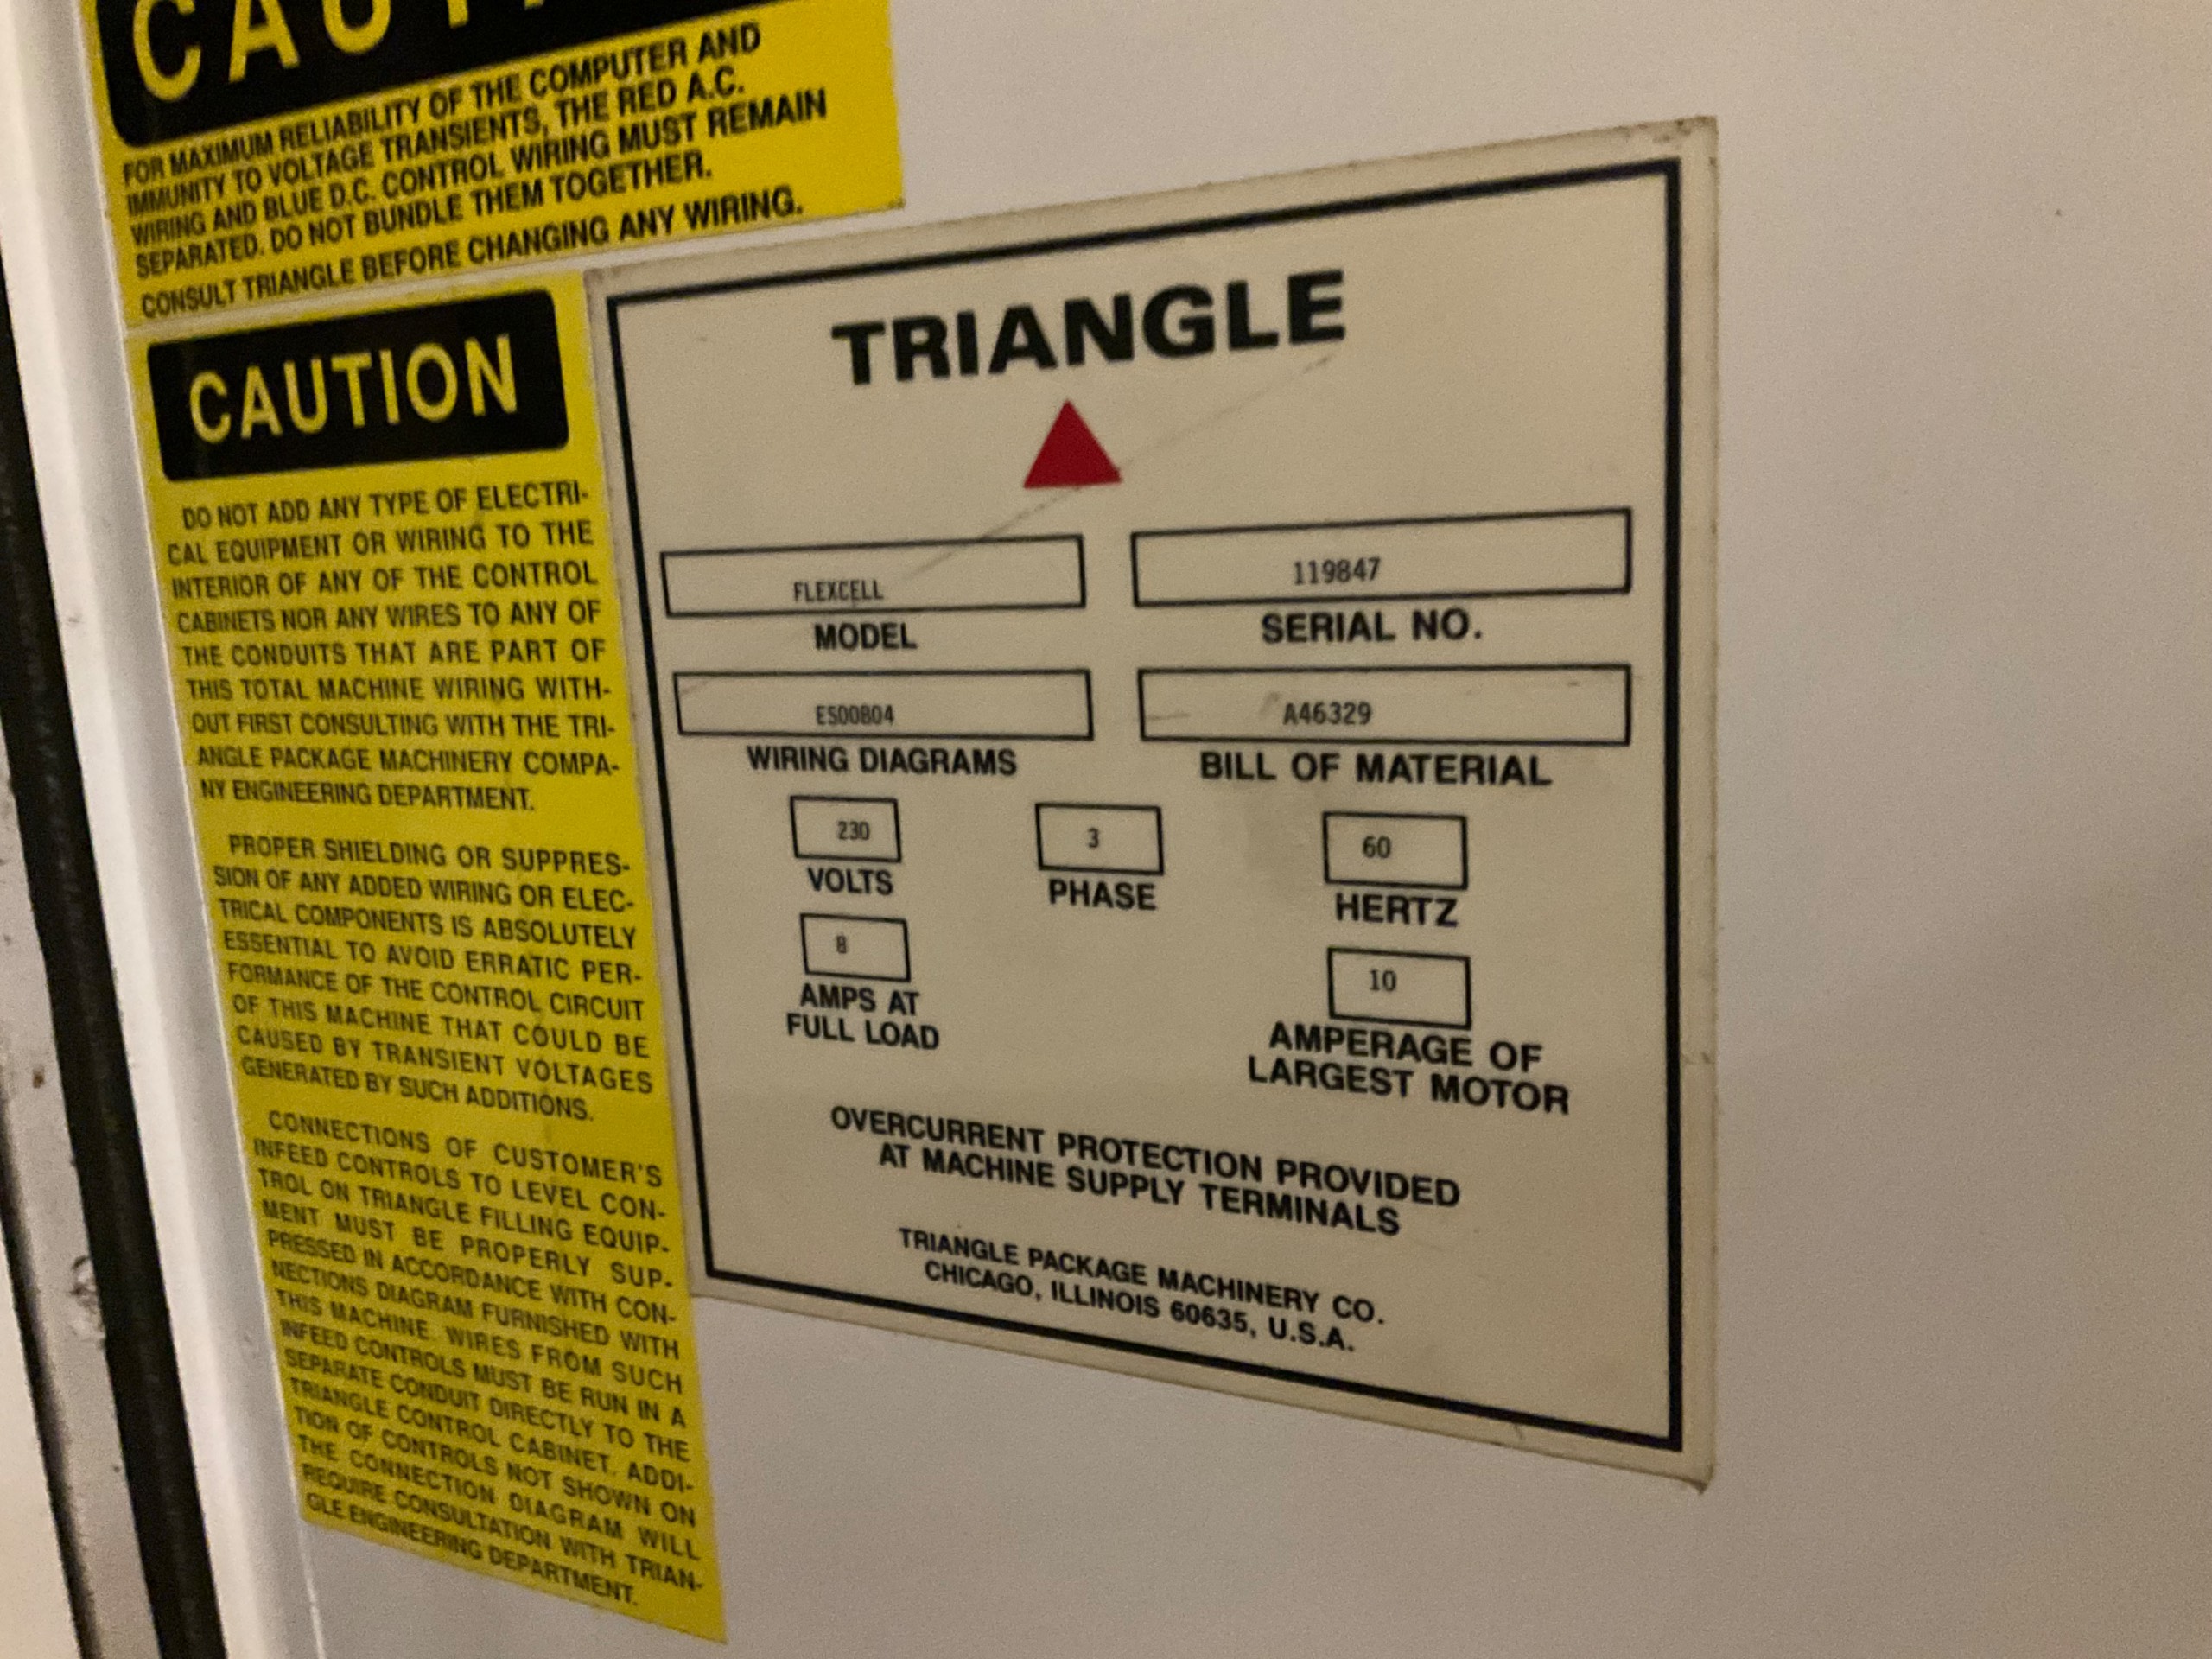 FOR MAXIMUM RELIABILITY OF THE COMPUTER AND
IMMUNITY TO VOLTAGE TRANSIENTS, THE RED A.C.
WIRING AND BLUE D.C. CONTROL WIRING MUST REMAIN
SEPARATED. DO NOT BUNDLE THEM TOGETHER.
CONSULT TRIANGLE BEFORE CHANGING ANY WIRING.
CAUTION
DO NOT ADD ANY TYPE OF ELECTRI-
CAL EQUIPMENT OR WIRING TO THE
INTERIOR OF ANY OF THE CONTROL
CABINETS NOR ANY WIRES TO ANY OF
THE CONDUITS THAT ARE PART OF
THIS TOTAL MACHINE WIRING WITH-
OUT FIRST CONSULTING WITH THE TRI-
ANGLE PACKAGE MACHINERY COMPA-
NY ENGINEERING DEPARTMENT.
PROPER SHIELDING OR SUPPRES-
SION OF ANY ADDED WIRING OR ELEC-
TRICAL COMPONENTS IS ABSOLUTELY
ESSENTIAL TO AVOID ERRATIC PER-
FORMANCE OF THE CONTROL CIRCUIT
OF THIS MACHINE THAT COULD BE
CAUSED BY TRANSIENT VOLTAGES
GENERATED BY SUCH ADDITIONS.
CONNECTIONS OF CUSTOMER'S
INFEED CONTROLS TO LEVEL CON-
TROL ON TRIANGLE FILLING EQUIP-
MENT MUST BE PROPERLY SUP-
PRESSED IN ACCORDANCE WITH CON-
NECTIONS DIAGRAM FURNISHED WITH
THIS MACHINE. WIRES FROM SUCH
INFEED CONTROLS MUST BE RUN IN A
SEPARATE CONDUIT DIRECTLY TO THE
TRIANGLE CONTROL CABINET. ADDI-
TION OF CONTROLS NOT SHOWN ON
THE CONNECTION DIAGRAM WILL
REQUIRE CONSULTATION WITH TRIAN-
GLE ENGINEERING DEPARTMENT.
TRIANGLE
FLEXCELL
MODEL
119847
SERIAL NO.
ES00804
WIRING DIAGRAMS
A46329
BILL OF MATERIAL
230
VOLTS
3
PHASE
60
HERTZ
8
AMPS AT
FULL LOAD
10
AMPERAGE OF
LARGEST MOTOR
OVERCURRENT PROTECTION PROVIDED
AT MACHINE SUPPLY TERMINALS
TRIANGLE PACKAGE MACHINERY CO.
CHICAGO, ILLINOIS 60635, U.S.A.